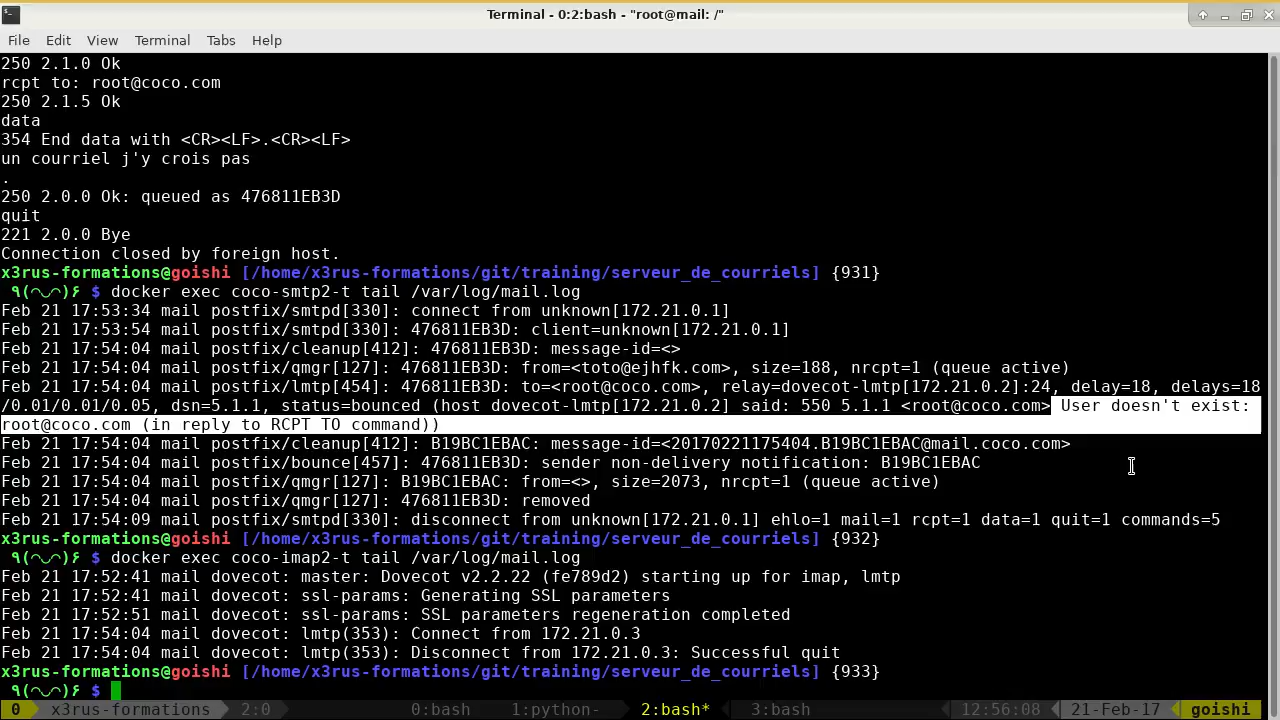 Terminal - 0:2:bash - "root@mail: /"
File Edit View Terminal Tabs Help
250 2.1.0 Ok
rcpt to: root@coco.com
250 2.1.5 Ok
data
354 End data with <CR><LF>.<CR><LF>
un courriel j'y crois pas
.
250 2.0.0 Ok: queued as 476811EB3D
quit
221 2.0.0 Bye
Connection closed by foreign host.
x3rus-formations@goishi [/home/x3rus-formations/git/training/serveur_de_courriels] {931}
٩(◠◡◠)۶ $ docker exec coco-smtp2-t tail /var/log/mail.log
Feb 21 17:53:34 mail postfix/smtpd[330]: connect from unknown[172.21.0.1]
Feb 21 17:53:54 mail postfix/smtpd[330]: 476811EB3D: client=unknown[172.21.0.1]
Feb 21 17:54:04 mail postfix/cleanup[412]: 476811EB3D: message-id=<>
Feb 21 17:54:04 mail postfix/qmgr[127]: 476811EB3D: from=<toto@ejhfk.com>, size=188, nrcpt=1 (queue active)
Feb 21 17:54:04 mail postfix/lmtp[454]: 476811EB3D: to=<root@coco.com>, relay=dovecot-lmtp[172.21.0.2]:24, delay=18, delays=18
/0.01/0.01/0.05, dsn=5.1.1, status=bounced (host dovecot-lmtp[172.21.0.2] said: 550 5.1.1 <root@coco.com> User doesn't exist:
root@coco.com (in reply to RCPT TO command))
Feb 21 17:54:04 mail postfix/cleanup[412]: B19BC1EBAC: message-id=<20170221175404.B19BC1EBAC@mail.coco.com>
Feb 21 17:54:04 mail postfix/bounce[457]: 476811EB3D: sender non-delivery notification: B19BC1EBAC
Feb 21 17:54:04 mail postfix/qmgr[127]: B19BC1EBAC: from=<>, size=2073, nrcpt=1 (queue active)
Feb 21 17:54:04 mail postfix/qmgr[127]: 476811EB3D: removed
Feb 21 17:54:09 mail postfix/smtpd[330]: disconnect from unknown[172.21.0.1] ehlo=1 mail=1 rcpt=1 data=1 quit=1 commands=5
x3rus-formations@goishi [/home/x3rus-formations/git/training/serveur_de_courriels] {932}
٩(◠◡◠)۶ $ docker exec coco-imap2-t tail /var/log/mail.log
Feb 21 17:52:41 mail dovecot: master: Dovecot v2.2.22 (fe789d2) starting up for imap, lmtp
Feb 21 17:52:41 mail dovecot: ssl-params: Generating SSL parameters
Feb 21 17:52:51 mail dovecot: ssl-params: SSL parameters regeneration completed
Feb 21 17:54:04 mail dovecot: lmtp(353): Connect from 172.21.0.3
Feb 21 17:54:04 mail dovecot: lmtp(353): Disconnect from 172.21.0.3: Successful quit
x3rus-formations@goishi [/home/x3rus-formations/git/training/serveur_de_courriels] {933}
٩(◠◡◠)۶ $
0 x3rus-formations 2:0 0:bash 1:python- 2:bash* 3:bash 12:56:08 21-Feb-17 goishi